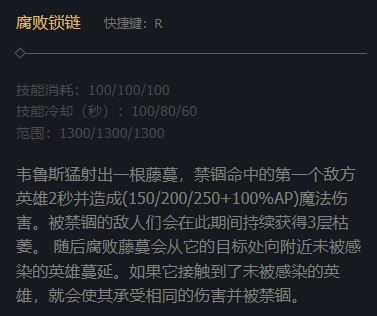 腐败锁链 快捷键：R
技能消耗：100/100/100
技能冷却（秒）：100/80/60
范围：1300/1300/1300
韦鲁斯猛射出一根藤蔓，禁锢命中的第一个敌方
英雄2秒并造成(150/200/250+100%AP)魔法伤
害。被禁锢的敌人们会在此期间持续获得3层枯
萎。 随后腐败藤蔓会从它的目标处向附近未被感
染的英雄蔓延。如果它接触到了未被感染的英
雄，就会使其承受相同的伤害并被禁锢。